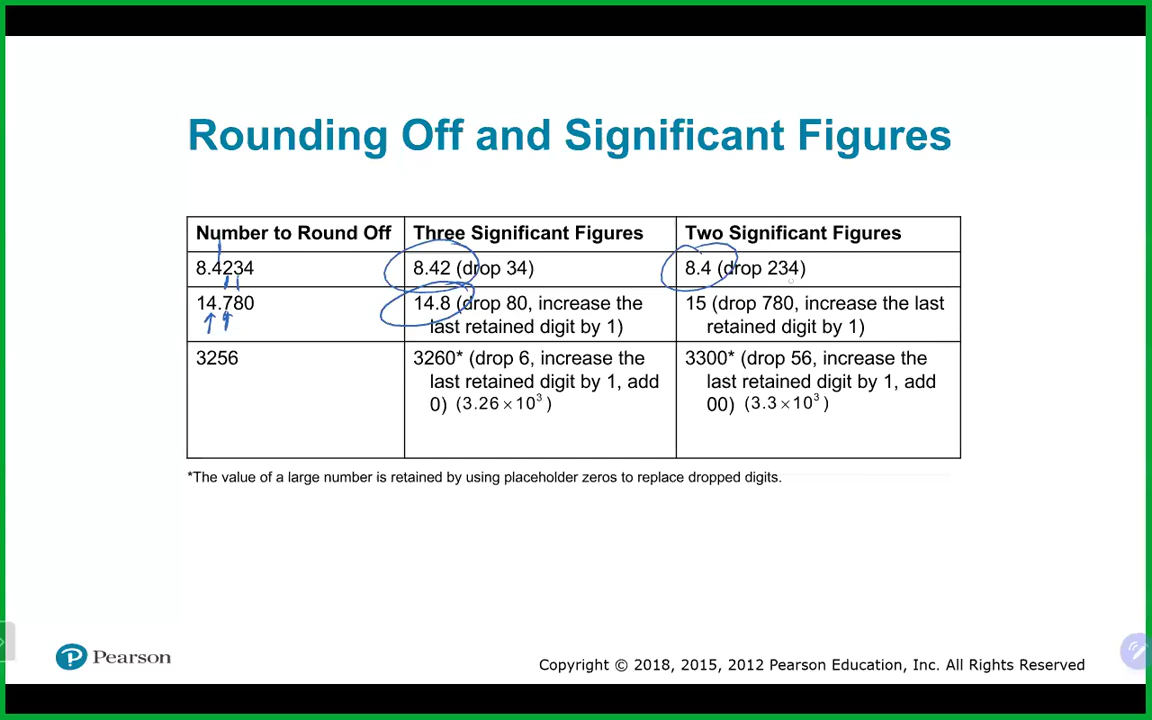 Rounding Off and Significant Figures
Number to Round Off
Three Significant Figures
Two Significant Figures
8.4234
8.42 (drop 34)
8.4 (drop 234)
14.780
14.8 (drop 80, increase the
last retained digit by 1)
15 (drop 780, increase the last
retained digit by 1)
3256
3260* (drop 6, increase the
last retained digit by 1, add
0) (3.26 × 10³ )
3300* (drop 56, increase the
last retained digit by 1, add
00) (3.3 × 10³ )
*The value of a large number is retained by using placeholder zeros to replace dropped digits.
Pearson
Copyright © 2018, 2015, 2012 Pearson Education, Inc. All Rights Reserved